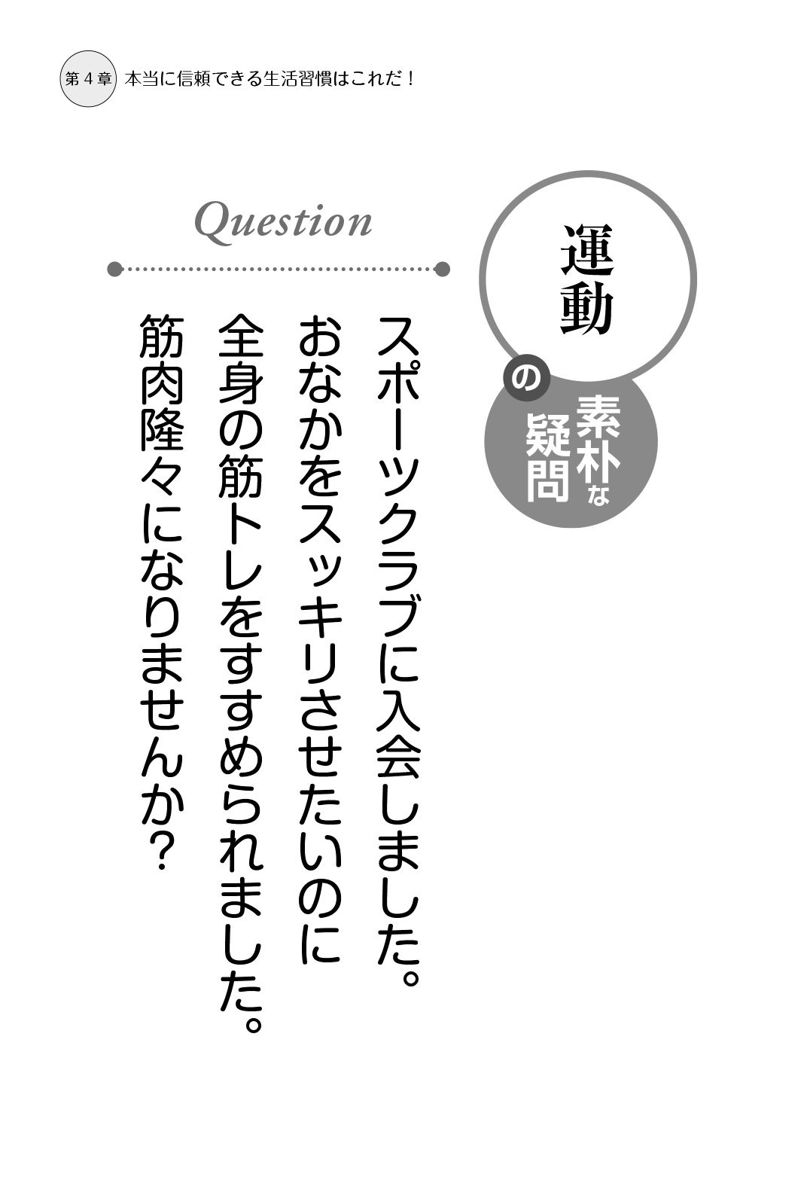 第4章 本当に信頼できる生活習慣はこれだ！
運動
の
素朴な
疑問
Question
スポーツクラブに入会しました。
おなかをスッキリさせたいのに
全身の筋トレをすすめられました。
筋肉隆々になりませんか？